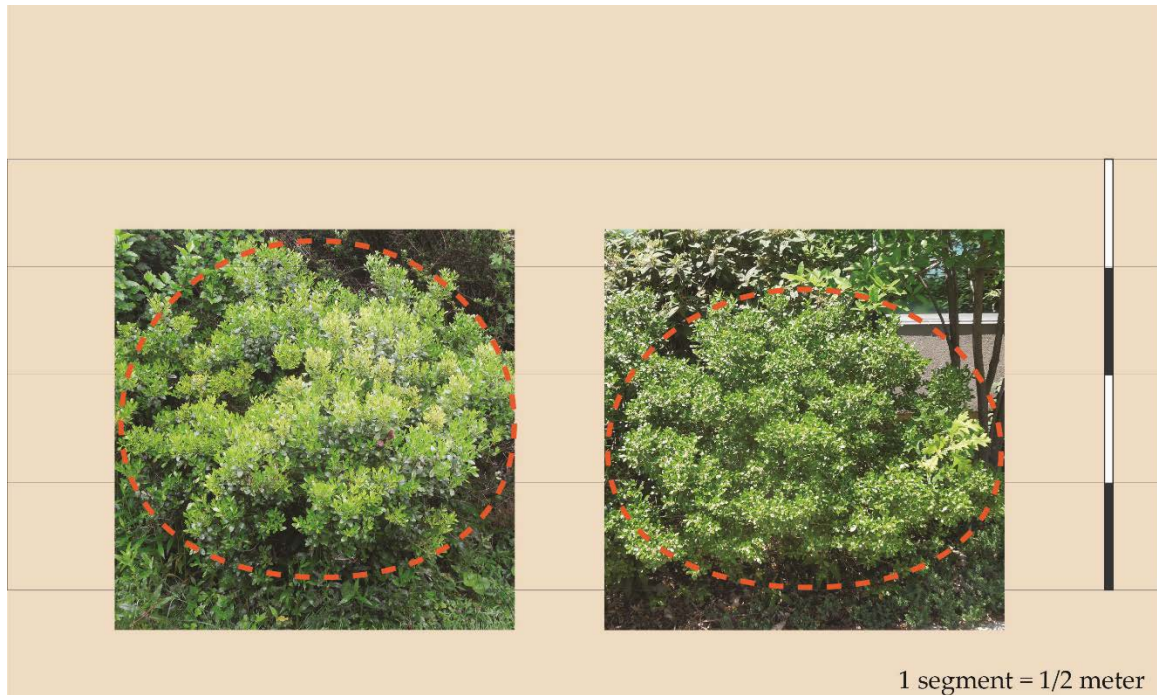 1 segment = 1/2 meter